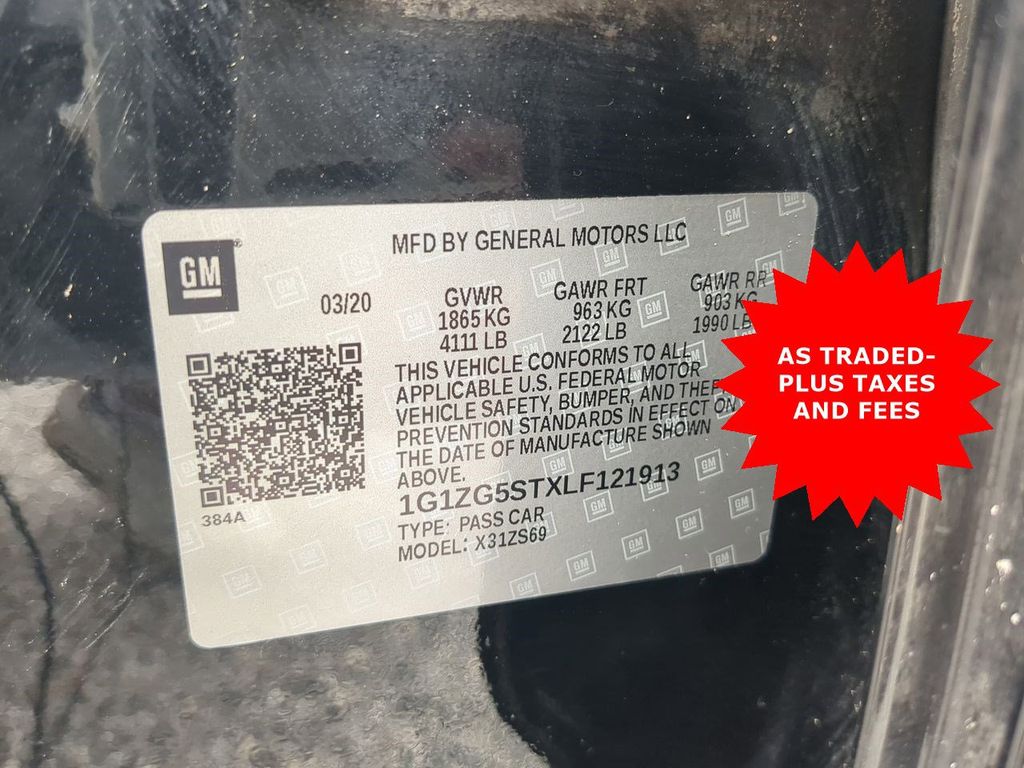 GM
MFD BY GENERAL MOTORS LLC
03/20
GVWR
1865 KG
4111 LB
GAWR FRT
963 KG
2122 LB
GAWR RR
903 KG
1990 LB
THIS VEHICLE CONFORMS TO ALL
APPLICABLE U.S. FEDERAL MOTOR
VEHICLE SAFETY, BUMPER, AND THEFT
PREVENTION STANDARDS IN EFFECT ON
THE DATE OF MANUFACTURE SHOWN
ABOVE.
1G1ZG5STXLF121913
TYPE: PASS CAR
MODEL: X31ZS69
384A
AS TRADED-
PLUS TAXES
AND FEES